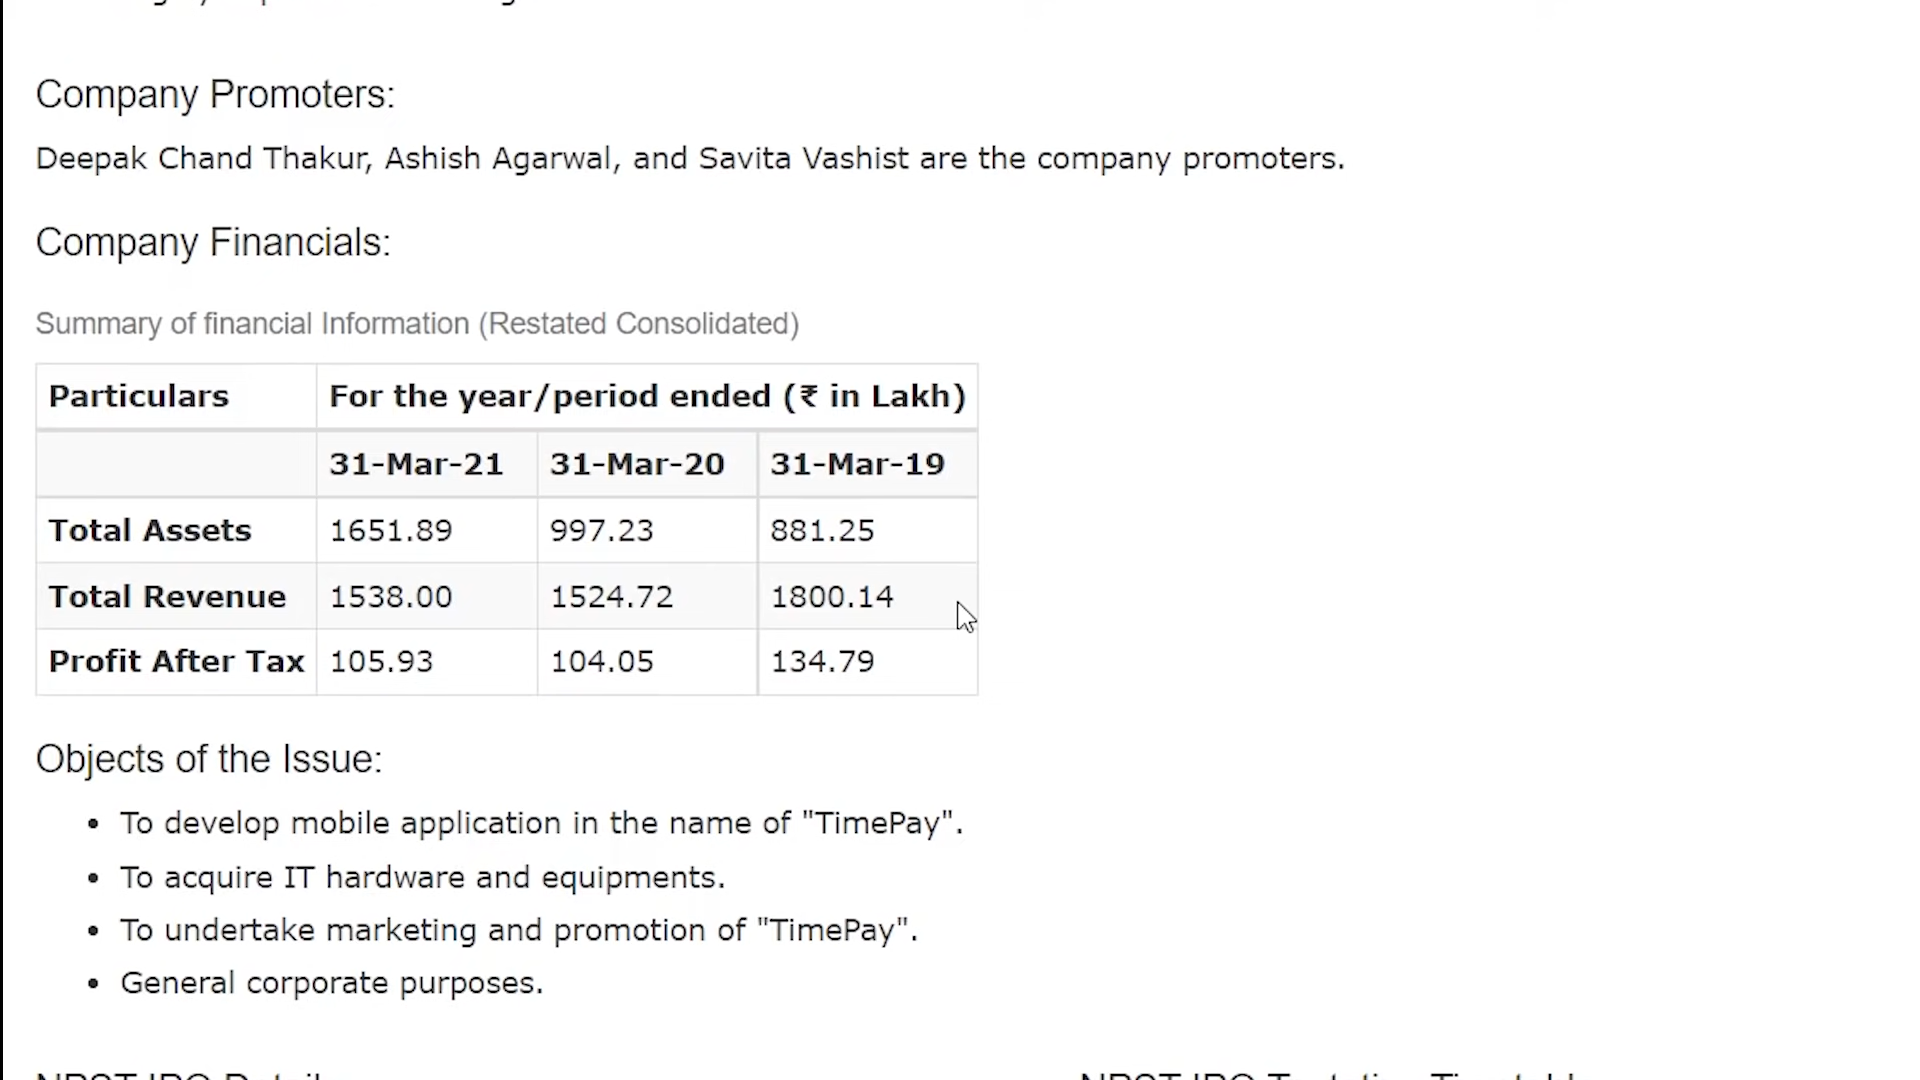 Company Promoters:
Deepak Chand Thakur, Ashish Agarwal, and Savita Vashist are the company promoters.
Company Financials:
Summary of financial Information (Restated Consolidated)
Particulars For the year/period ended (₹ in Lakh)
31-Mar-21 31-Mar-20 31-Mar-19
Total Assets 1651.89 997.23 881.25
Total Revenue 1538.00 1524.72 1800.14
Profit After Tax 105.93 104.05 134.79
Objects of the Issue:
• To develop mobile application in the name of "TimePay".
• To acquire IT hardware and equipments.
• To undertake marketing and promotion of "TimePay".
• General corporate purposes.